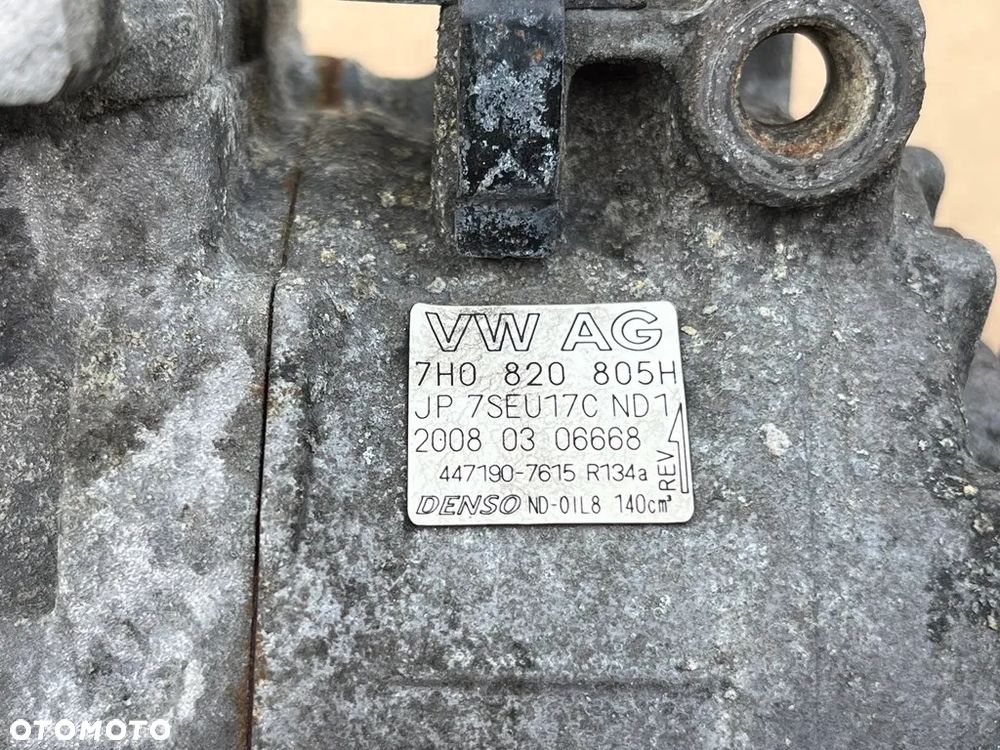 VW AG
7H0 820 805H
JP 7SEU17C ND1
2008 03 06668
447190-7615 R134a
REV
DENSO ND-OIL8 140cm³
OTOMOTO